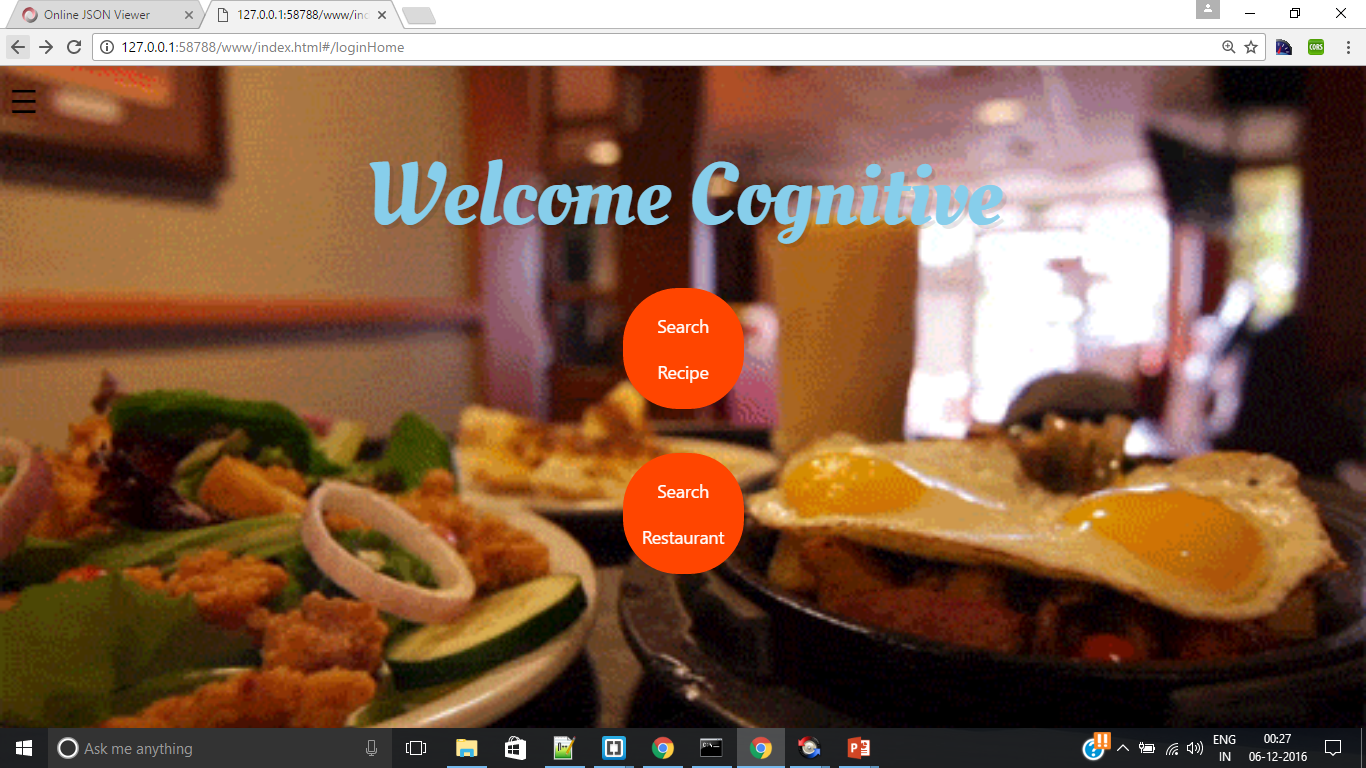 Online JSON Viewer
127.0.0.1:58788/www/ind
127.0.0.1:58788/www/index.html#/loginHome
CORS
Welcome Cognitive
Search
Recipe
Search
Restaurant
Ask me anything
ENG
IN
00:27
06-12-2016